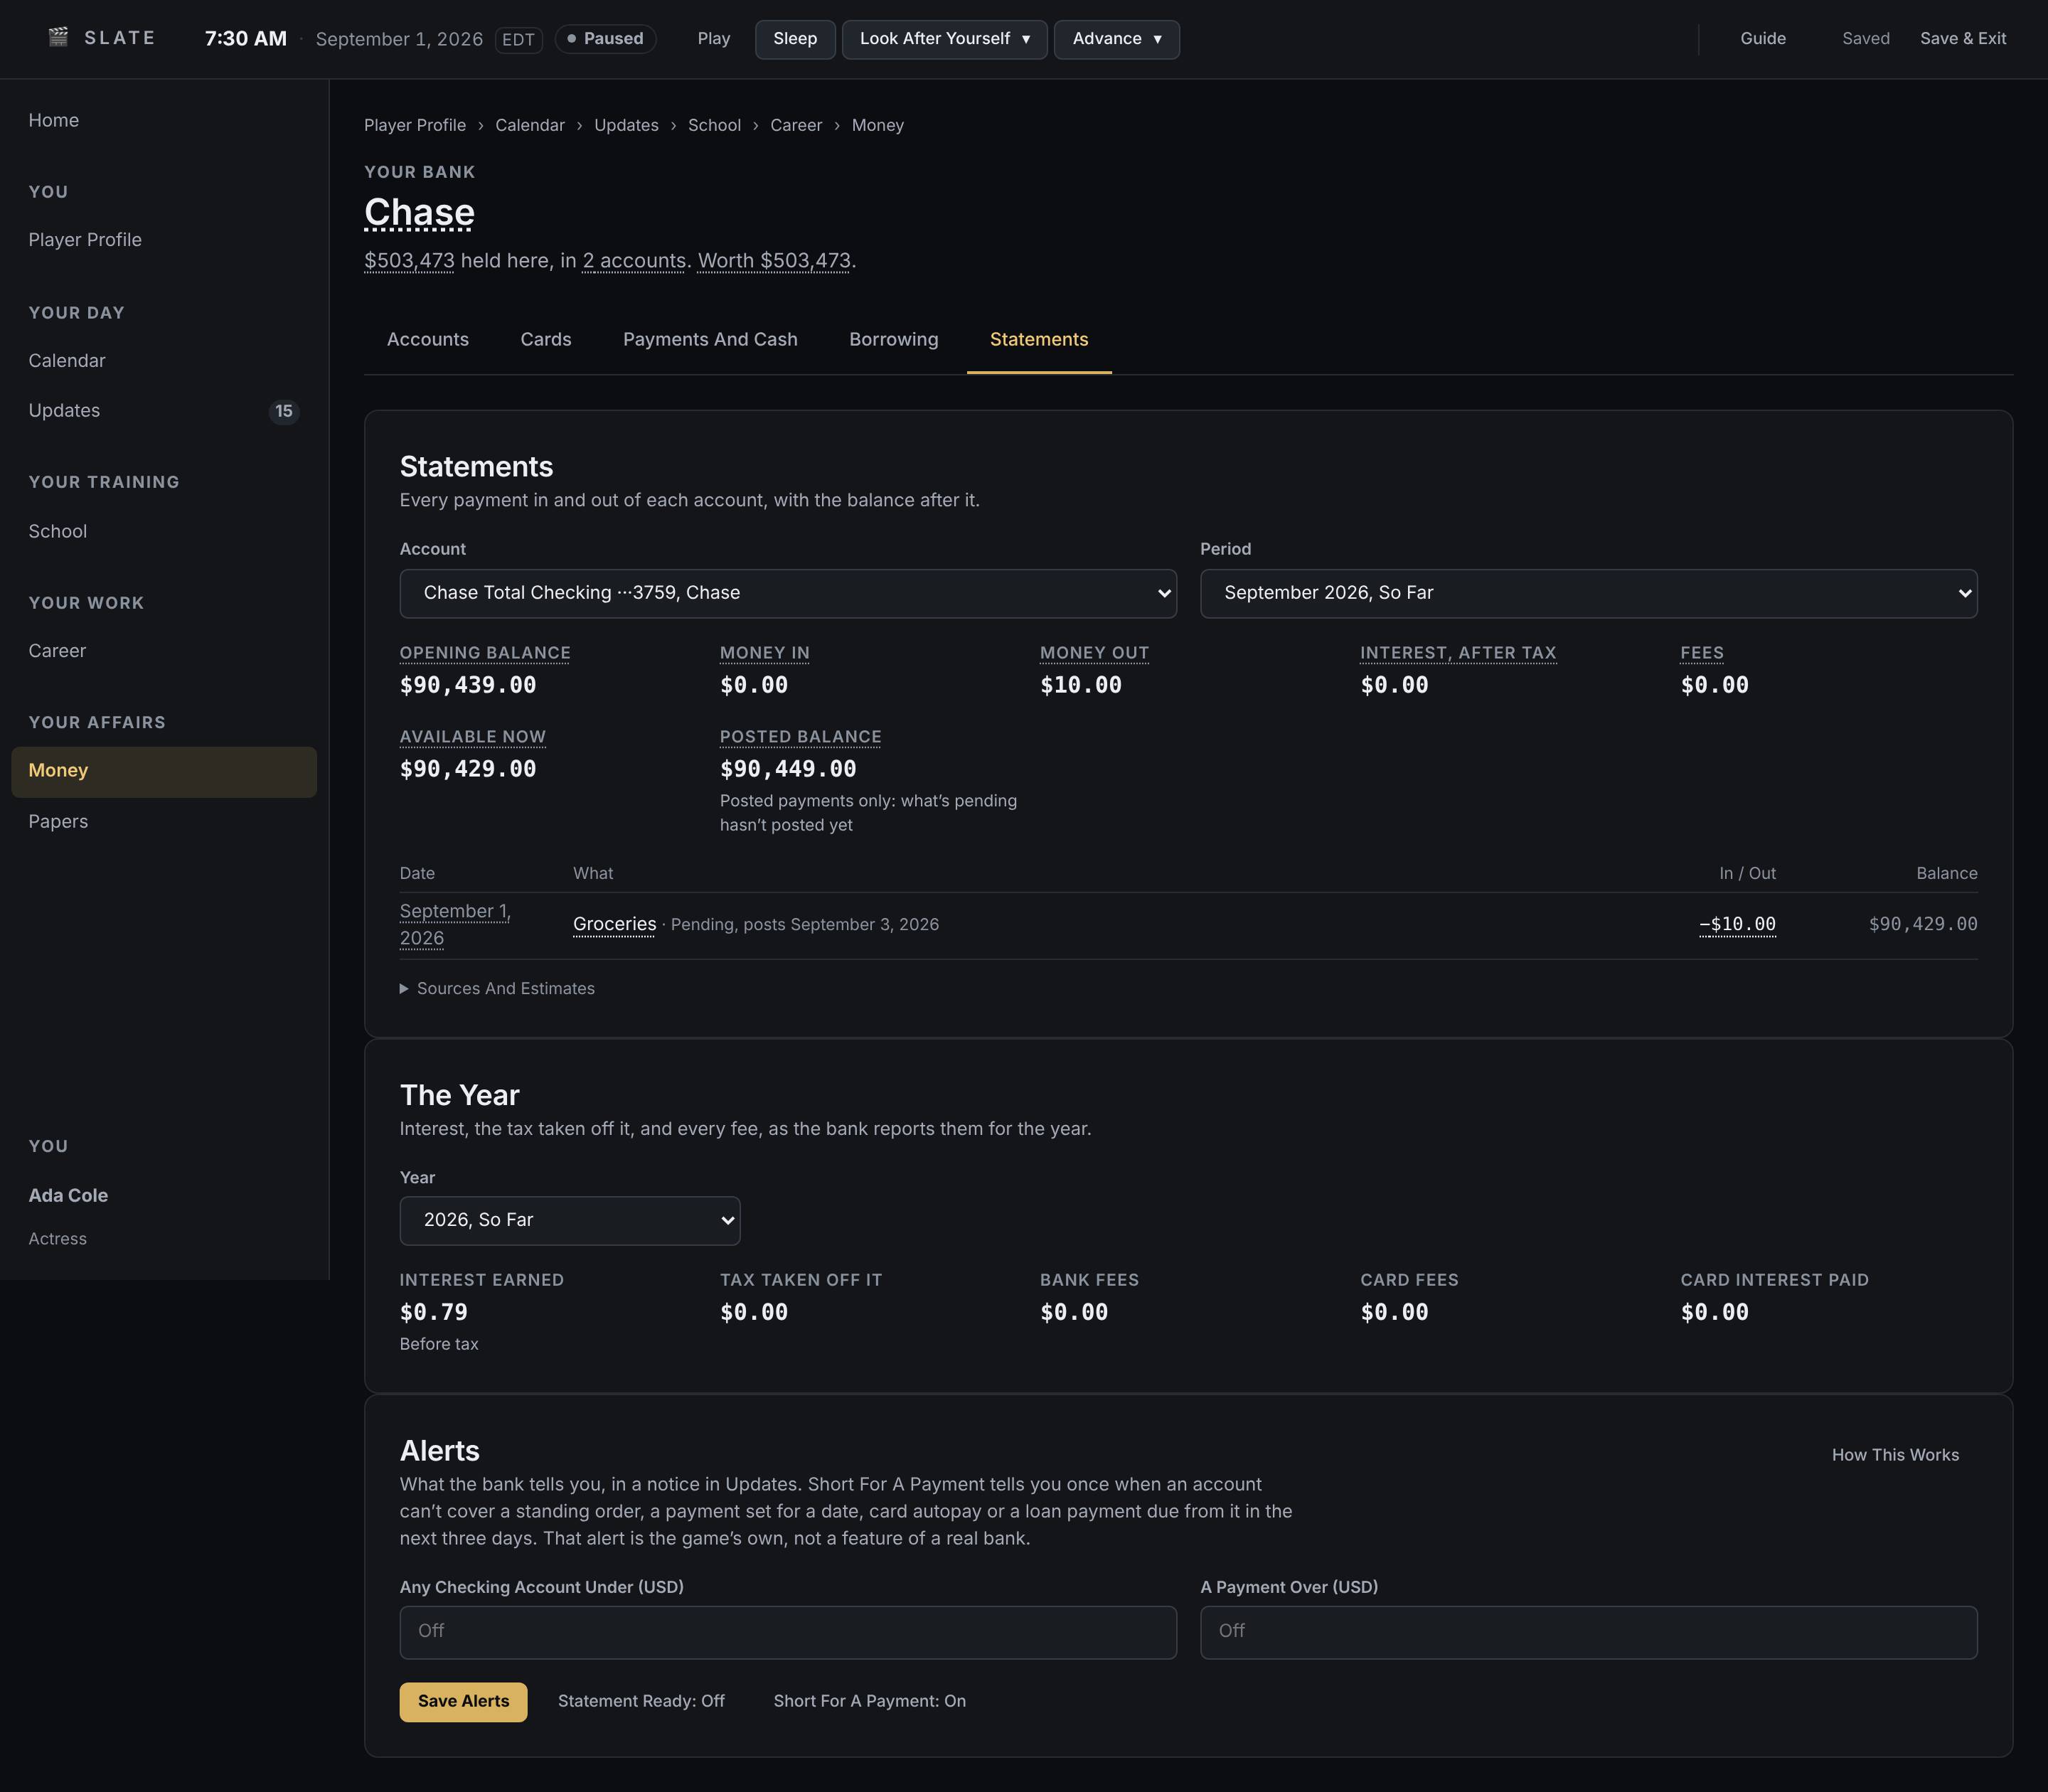 SLATE
7:30 AM · September 1, 2026 EDT Paused
Play
Sleep
Look After Yourself ▾
Advance ▾
Guide
Saved
Save & Exit
Home
YOU
Player Profile
YOUR DAY
Calendar
Updates 15
YOUR TRAINING
School
YOUR WORK
Career
YOUR AFFAIRS
Money
Papers
YOU
Ada Cole
Actress
Player Profile › Calendar › Updates › School › Career › Money
YOUR BANK
Chase
$503,473 held here, in 2 accounts. Worth $503,473.
Accounts
Cards
Payments And Cash
Borrowing
Statements
Statements
Every payment in and out of each account, with the balance after it.
Account
Chase Total Checking ···3759, Chase
Period
September 2026, So Far
OPENING BALANCE
$90,439.00
MONEY IN
$0.00
MONEY OUT
$10.00
INTEREST, AFTER TAX
$0.00
FEES
$0.00
AVAILABLE NOW
$90,429.00
POSTED BALANCE
$90,449.00
Posted payments only: what’s pending
hasn’t posted yet
Date What In / Out Balance
September 1,
2026
Groceries · Pending, posts September 3, 2026 −$10.00 $90,429.00
▶ Sources And Estimates
The Year
Interest, the tax taken off it, and every fee, as the bank reports them for the year.
Year
2026, So Far
INTEREST EARNED
$0.79
Before tax
TAX TAKEN OFF IT
$0.00
BANK FEES
$0.00
CARD FEES
$0.00
CARD INTEREST PAID
$0.00
Alerts
How This Works
What the bank tells you, in a notice in Updates. Short For A Payment tells you once when an account
can’t cover a standing order, a payment set for a date, card autopay or a loan payment due from it in the
next three days. That alert is the game’s own, not a feature of a real bank.
Any Checking Account Under (USD)
Off
A Payment Over (USD)
Off
Save Alerts
Statement Ready: Off
Short For A Payment: On